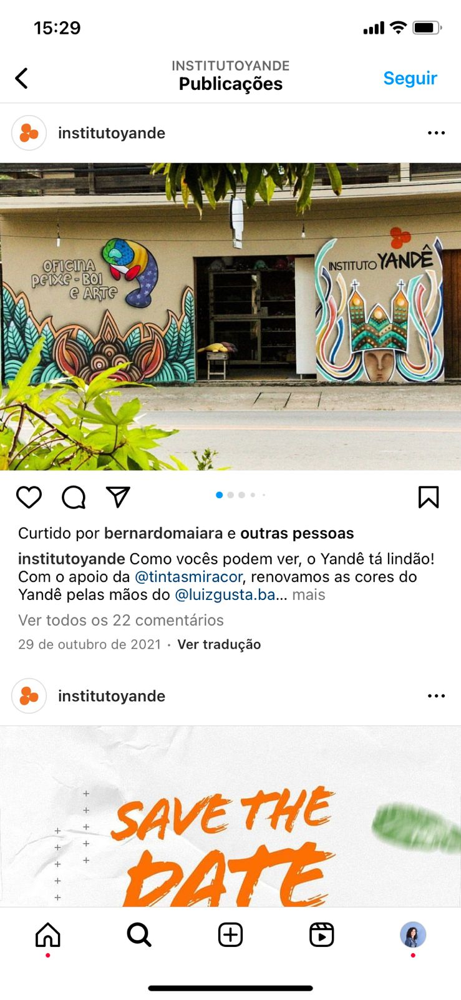 15:29
INSTITUTOYANDE
Publicações
Seguir
institutoyande
OFICINA
PEIXE-BOI
e ARTE
INSTITUTO YANDÊ
Curtido por bernardomaiara e outras pessoas
institutoyande Como vocês podem ver, o Yandê tá lindão!
Com o apoio da @tintasmiracor, renovamos as cores do
Yandê pelas mãos do @luizgusta.ba... mais
Ver todos os 22 comentários
29 de outubro de 2021 · Ver tradução
institutoyande
SAVE THE
DATE